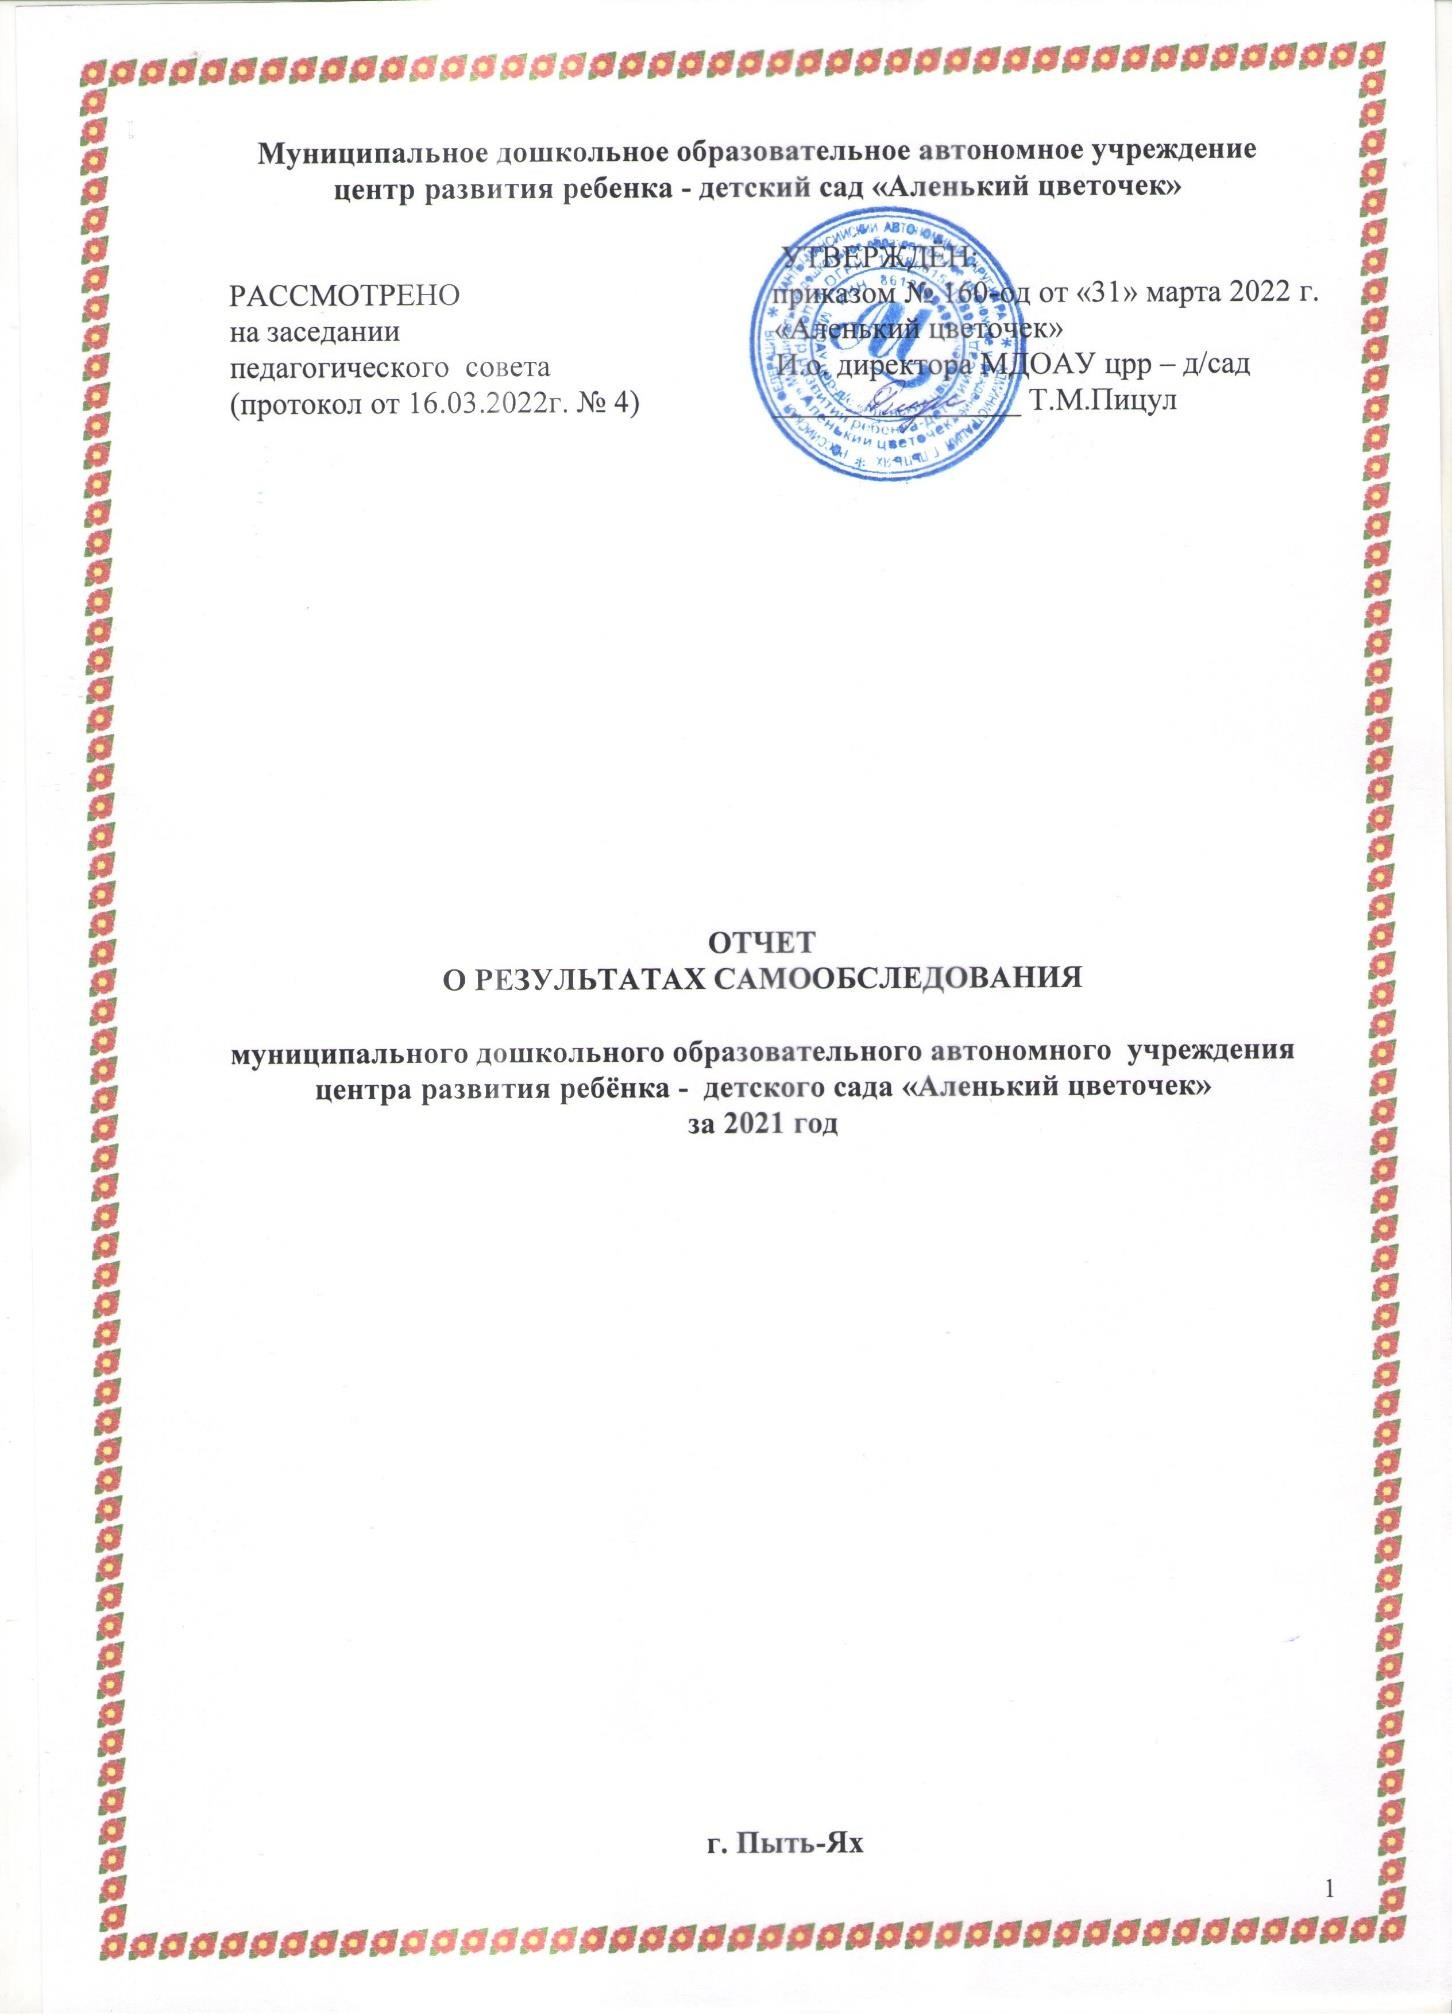 Муниципальное дошкольное образовательное автономное учреждение
центр развития ребенка - детский сад «Аленький цветочек»
РАССМОТРЕНО
на заседании
педагогического совета
(протокол от 16.03.2022г. № 4)
УТВЕРЖДЕН:
приказом № 160-од от «31» марта 2022 г.
«Аленький цветочек»
И.о. директора МДОАУ црр – д/сад
Т.М.Пицул
ОТЧЕТ
О РЕЗУЛЬТАТАХ САМООБСЛЕДОВАНИЯ
муниципального дошкольного образовательного автономного учреждения
центра развития ребёнка - детского сада «Аленький цветочек»
за 2021 год
г. Пыть-Ях
1